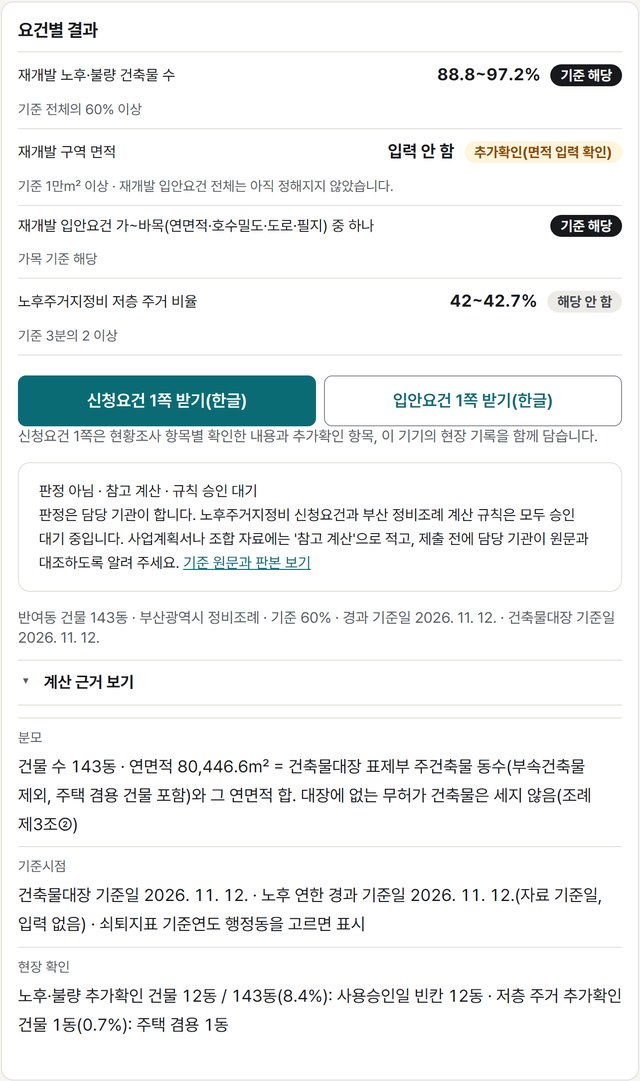 요건별 결과
재개발 노후·불량 건축물 수 88.8~97.2% 기준 해당
기준 전체의 60% 이상
재개발 구역 면적 입력 안 함 추가확인(면적 입력 확인)
기준 1만m² 이상 · 재개발 입안요건 전체는 아직 정해지지 않았습니다.
재개발 입안요건 가~바목(연면적·호수밀도·도로·필지) 중 하나 기준 해당
가목 기준 해당
노후주거지정비 저층 주거 비율 42~42.7% 해당 안 함
기준 3분의 2 이상
신청요건 1쪽 받기(한글) 입안요건 1쪽 받기(한글)
신청요건 1쪽은 현황조사 항목별 확인한 내용과 추가확인 항목, 이 기기의 현장 기록을 함께 담습니다.
판정 아님 · 참고 계산 · 규칙 승인 대기
판정은 담당 기관이 합니다. 노후주거지정비 신청요건과 부산 정비조례 계산 규칙은 모두 승인
대기 중입니다. 사업계획서나 조합 자료에는 '참고 계산'으로 적고, 제출 전에 담당 기관이 원문과
대조하도록 알려 주세요. 기준 원문과 판본 보기
반여동 건물 143동 · 부산광역시 정비조례 · 기준 60% · 경과 기준일 2026. 11. 12. · 건축물대장 기준일
2026. 11. 12.
▼ 계산 근거 보기
분모
건물 수 143동 · 연면적 80,446.6m² = 건축물대장 표제부 주건축물 동수(부속건축물
제외, 주택 겸용 건물 포함)와 그 연면적 합. 대장에 없는 무허가 건축물은 세지 않음(조례
제3조②)
기준시점
건축물대장 기준일 2026. 11. 12. · 노후 연한 경과 기준일 2026. 11. 12.(자료 기준일,
입력 없음) · 쇠퇴지표 기준연도 행정동을 고르면 표시
현장 확인
노후·불량 추가확인 건물 12동 / 143동(8.4%): 사용승인일 빈칸 12동 · 저층 주거 추가확인
건물 1동(0.7%): 주택 겸용 1동